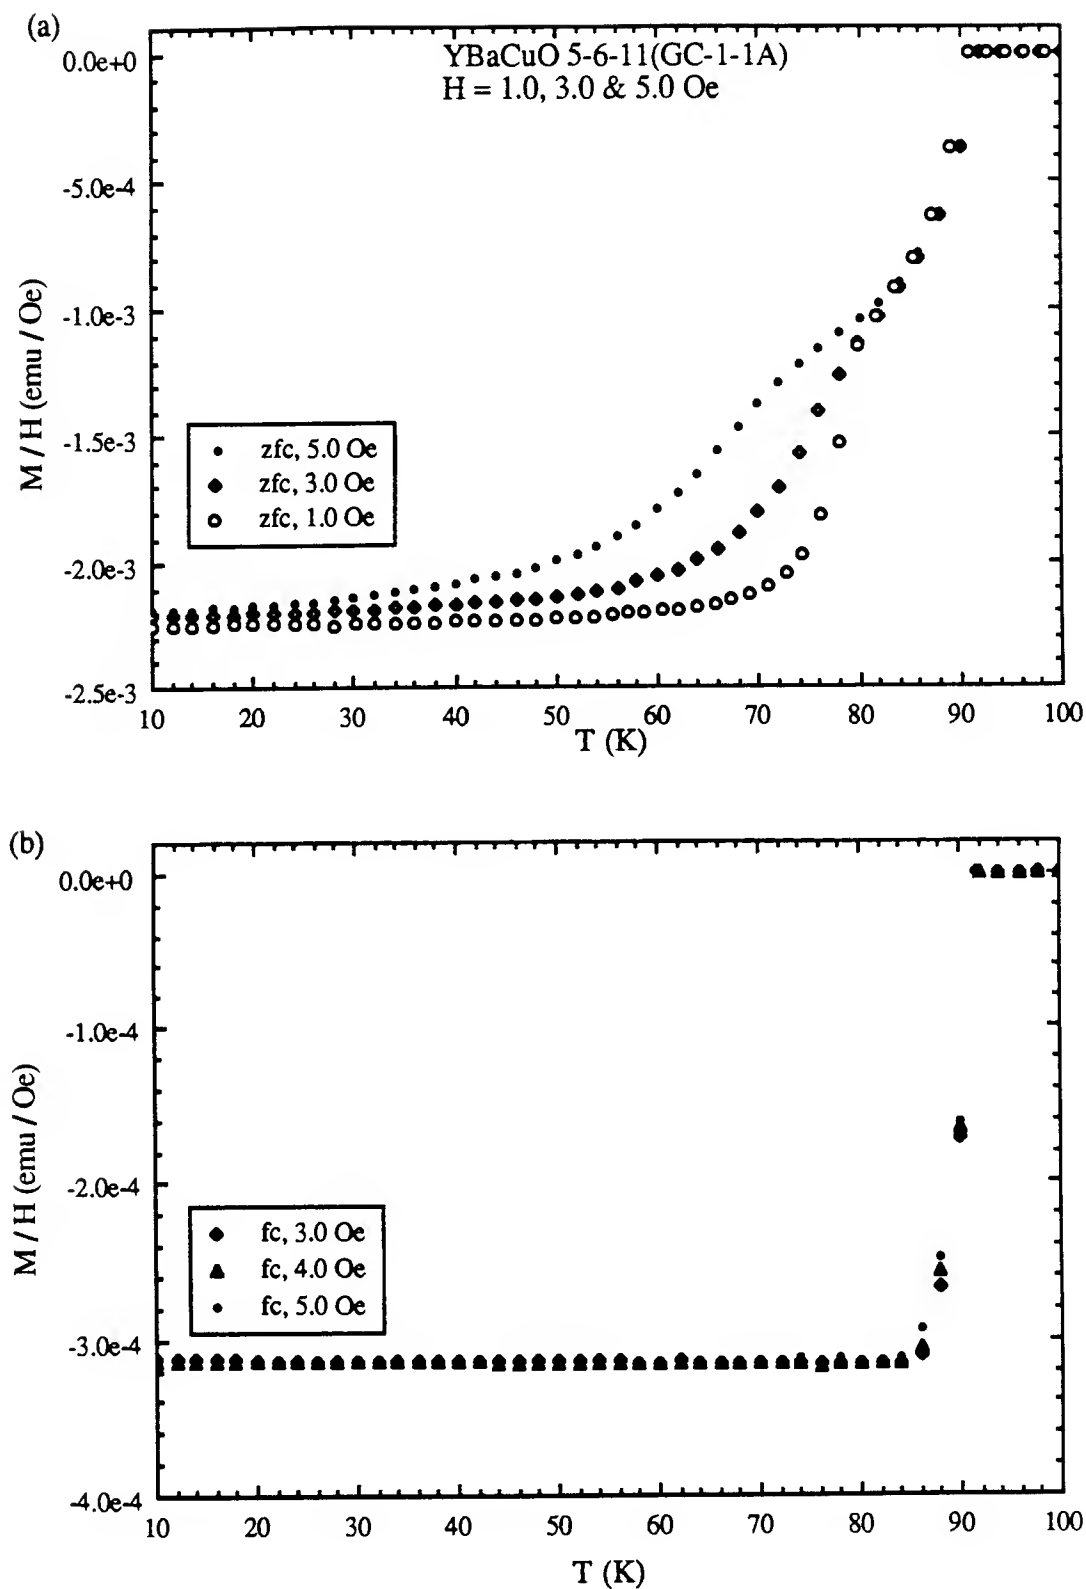 (a)
YBaCuO 5-6-11(GC-1-1A)
H = 1.0, 3.0 & 5.0 Oe
0.0e+0
-5.0e-4
-1.0e-3
-1.5e-3
-2.0e-3
-2.5e-3
M / H (emu / Oe)
zfc, 5.0 Oe
zfc, 3.0 Oe
zfc, 1.0 Oe
10 20 30 40 50 60 70 80 90 100
T (K)
(b)
0.0e+0
-1.0e-4
-2.0e-4
-3.0e-4
-4.0e-4
M / H (emu / Oe)
fc, 3.0 Oe
fc, 4.0 Oe
fc, 5.0 Oe
10 20 30 40 50 60 70 80 90 100
T (K)